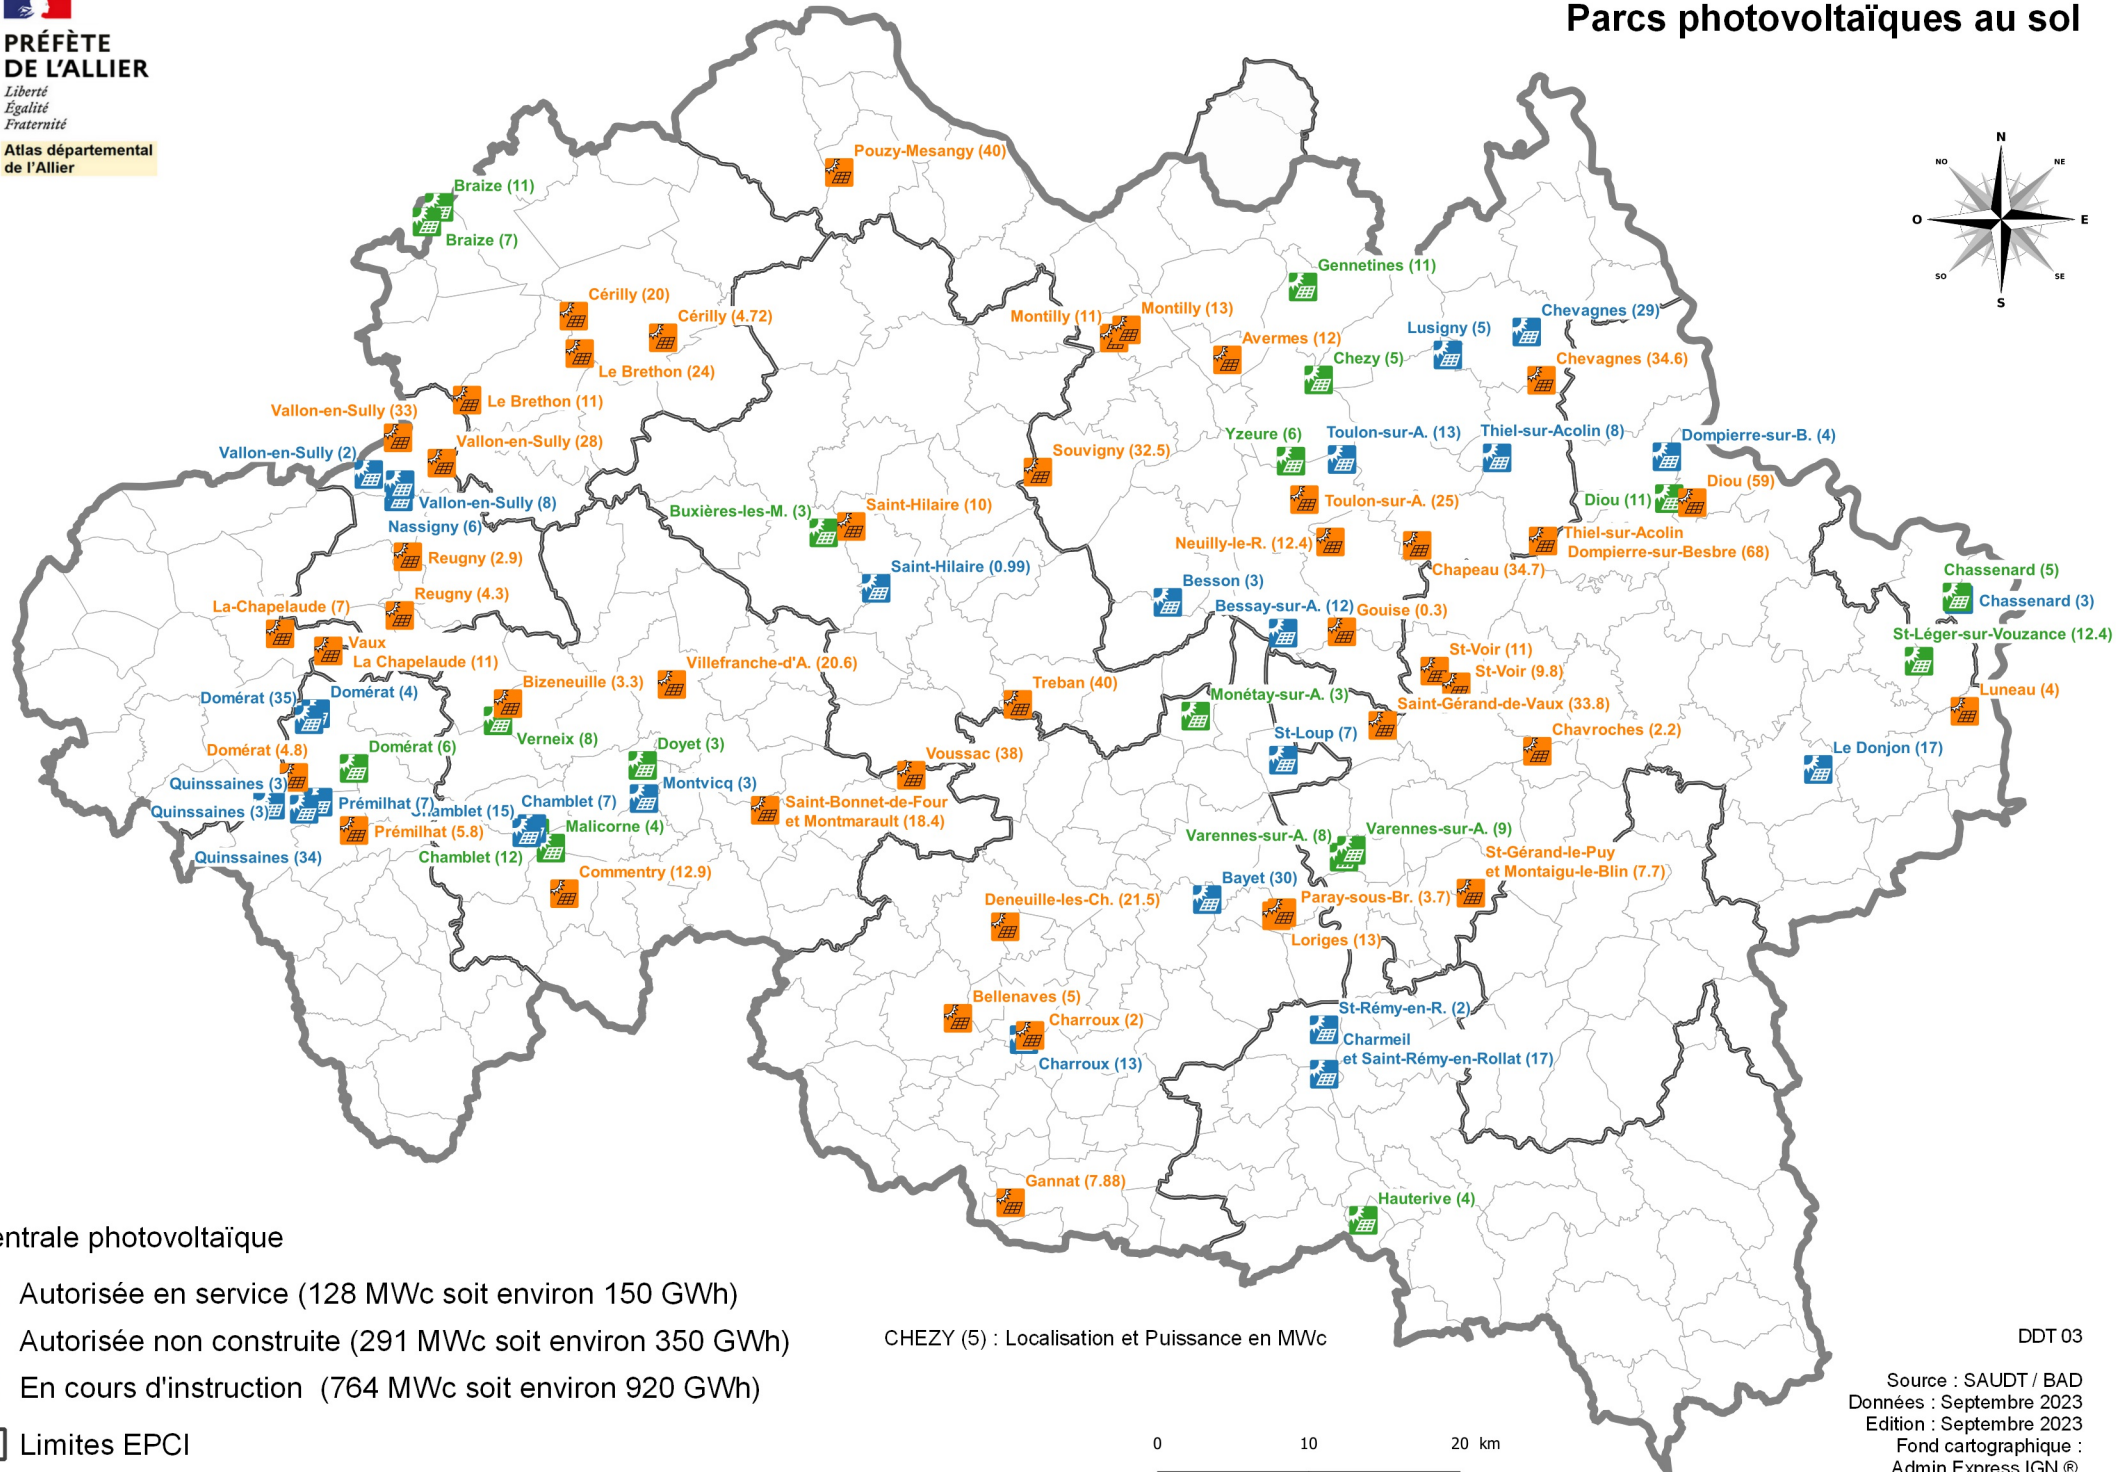 PRÉFÈTE
DE L'ALLIER
Liberté
Égalité
Fraternité
Atlas départemental
de l'Allier
Parcs photovoltaïques au sol
N
NO
NE
O
E
SO
SE
S
Pouzy-Mesangy (40)
Braize (11)
Braize (7)
Gennetines (11)
Cérilly (20)
Cérilly (4.72)
Montilly (11)
Montilly (13)
Chevagnes (29)
Lusigny (5)
Avermes (12)
Chezy (5)
Chevagnes (34.6)
Le Brethon (24)
Le Brethon (11)
Vallon-en-Sully (33)
Vallon-en-Sully (28)
Vallon-en-Sully (2)
Souvigny (32.5)
Yzeure (6)
Toulon-sur-A. (13)
Thiel-sur-Acolin (8)
Dompierre-sur-B. (4)
Diou (59)
Diou (11)
Toulon-sur-A. (25)
Vallon-en-Sully (8)
Buxières-les-M. (3)
Saint-Hilaire (10)
Nassigny (6)
Neuilly-le-R. (12.4)
Thiel-sur-Acolin
Dompierre-sur-Besbre (68)
Reugny (2.9)
Saint-Hilaire (0.99)
Chapeau (34.7)
Chassenard (5)
Besson (3)
Reugny (4.3)
La-Chapelaude (7)
Bessay-sur-A. (12)
Gouise (0.3)
Chassenard (3)
St-Léger-sur-Vouzance (12.4)
Vaux
La Chapelaude (11)
St-Voir (11)
St-Voir (9.8)
Villefranche-d'A. (20.6)
Bizeneuille (3.3)
Treban (40)
Domérat (35)
Domérat (4)
Monétay-sur-A. (3)
Saint-Gérand-de-Vaux (33.8)
Luneau (4)
Chavroches (2.2)
St-Loup (7)
Verneix (8)
Domérat (4.8)
Domérat (6)
Doyet (3)
Voussac (38)
Le Donjon (17)
Quinssaines (3)
Montvicq (3)
Quinssaines (3)
Prémilhat (7)
Chamblet (15)
Chamblet (7)
Saint-Bonnet-de-Four
et Montmarault (18.4)
Prémilhat (5.8)
Malicorne (4)
Varennes-sur-A. (8)
Varennes-sur-A. (9)
Quinssaines (34)
Chamblet (12)
St-Gérand-le-Puy
et Montaigu-le-Blin (7.7)
Commentry (12.9)
Bayet (30)
Deneuille-les-Ch. (21.5)
Paray-sous-Br. (3.7)
Loriges (13)
Bellenaves (5)
St-Rémy-en-R. (2)
Charroux (2)
Charmeil
et Saint-Rémy-en-Rollat (17)
Charroux (13)
Gannat (7.88)
Hauterive (4)
entrale photovoltaïque
Autorisée en service (128 MWc soit environ 150 GWh)
Autorisée non construite (291 MWc soit environ 350 GWh)
En cours d'instruction (764 MWc soit environ 920 GWh)
Limites EPCI
CHEZY (5) : Localisation et Puissance en MWc
0 10 20 km
DDT 03
Source : SAUDT / BAD
Données : Septembre 2023
Edition : Septembre 2023
Fond cartographique :
Admin Express IGN ®